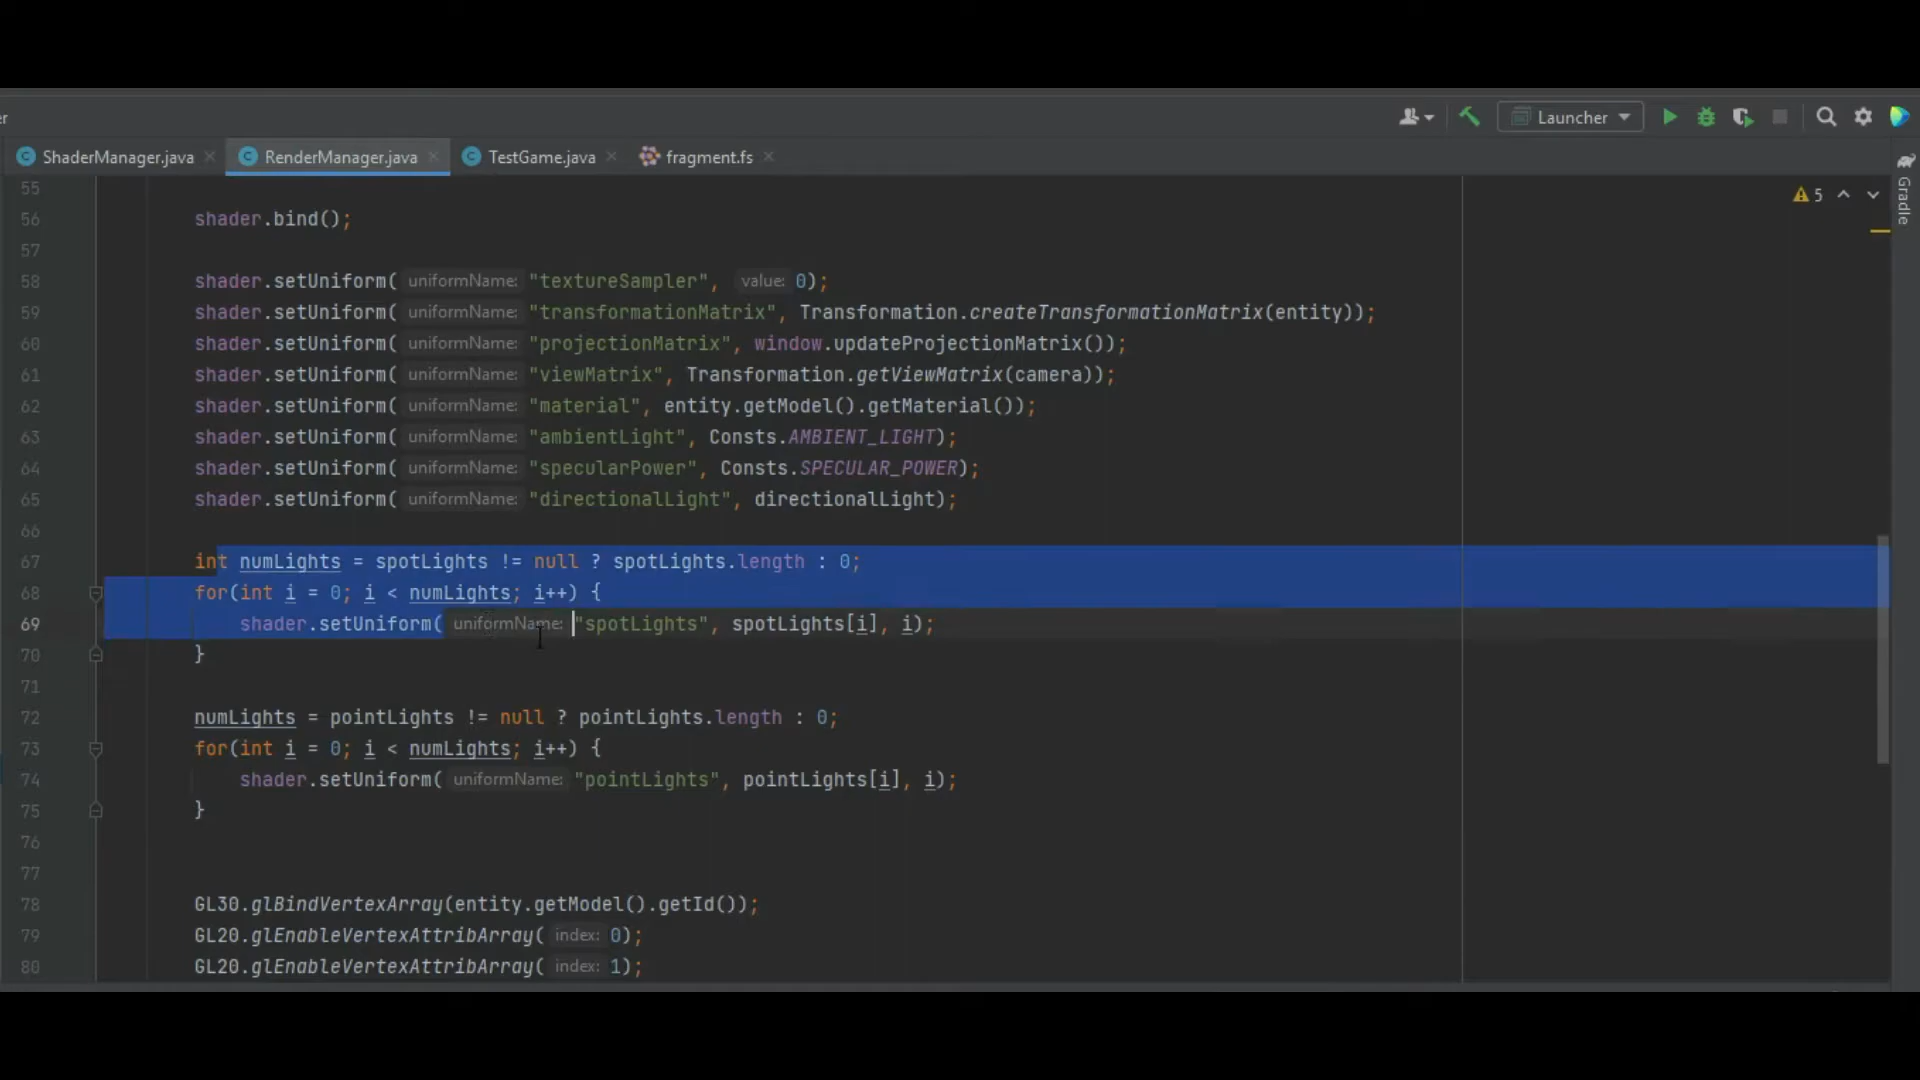 er
Launcher
ShaderManager.java
RenderManager.java
TestGame.java
fragment.fs
Gradle
5
55
56 shader.bind();
57
58 shader.setUniform( uniformName: "textureSampler", value: 0);
59 shader.setUniform( uniformName: "transformationMatrix", Transformation.createTransformationMatrix(entity));
60 shader.setUniform( uniformName: "projectionMatrix", window.updateProjectionMatrix());
61 shader.setUniform( uniformName: "viewMatrix", Transformation.getViewMatrix(camera));
62 shader.setUniform( uniformName: "material", entity.getModel().getMaterial());
63 shader.setUniform( uniformName: "ambientLight", Consts.AMBIENT_LIGHT);
64 shader.setUniform( uniformName: "specularPower", Consts.SPECULAR_POWER);
65 shader.setUniform( uniformName: "directionalLight", directionalLight);
66
67 int numLights = spotLights != null ? spotLights.length : 0;
68 for(int i = 0; i < numLights; i++) {
69 shader.setUniform( uniformName: "spotLights", spotLights[i], i);
70 }
71
72 numLights = pointLights != null ? pointLights.length : 0;
73 for(int i = 0; i < numLights; i++) {
74 shader.setUniform( uniformName: "pointLights", pointLights[i], i);
75 }
76
77
78 GL30.glBindVertexArray(entity.getModel().getId());
79 GL20.glEnableVertexAttribArray( index: 0);
80 GL20.glEnableVertexAttribArray( index: 1);